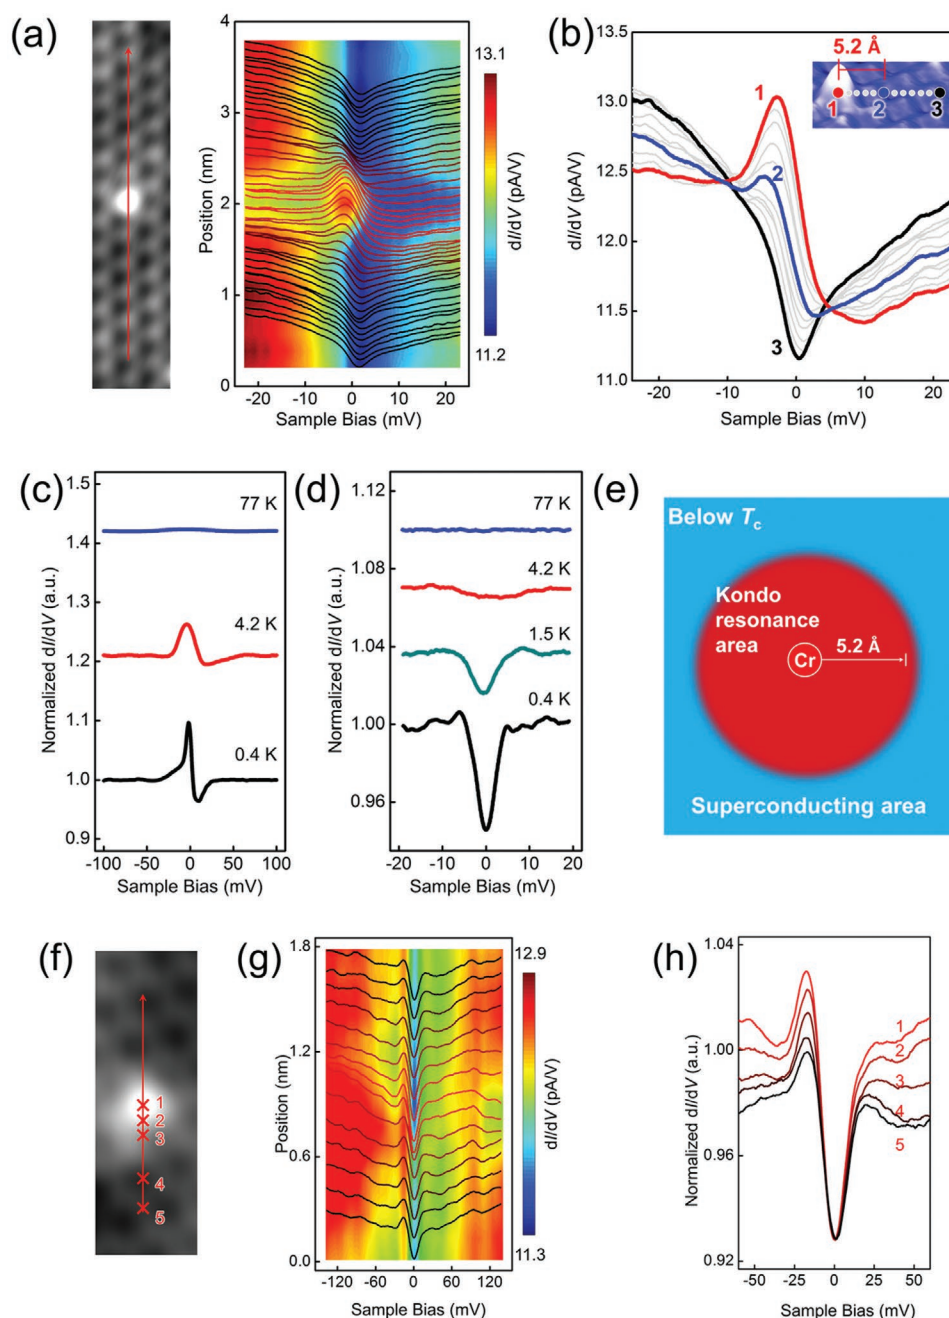 (a)
4
3
2
1
0
Position (nm)
-20
-10
0
10
20
Sample Bias (mV)
13.1
11.2
dI/dV (pA/V)
(b)
13.5
13.0
12.5
12.0
11.5
11.0
dI/dV (pA/V)
-20
-10
0
10
20
Sample Bias (mV)
1
2
3
5.2 Å
1
2
3
(c)
1.5
1.4
1.3
1.2
1.1
1.0
0.9
Normalized dI/dV (a.u.)
77 K
4.2 K
0.4 K
-100
-50
0
50
100
Sample Bias (mV)
(d)
1.12
1.08
1.04
1.00
0.96
Normalized dI/dV (a.u.)
77 K
4.2 K
1.5 K
0.4 K
-20
-10
0
10
20
Sample Bias (mV)
(e)
Below Tc
Kondo
resonance
area
Cr
5.2 Å
Superconducting area
(f)
1
2
3
4
5
(g)
1.8
1.2
0.6
0.0
Position (nm)
-120
-60
0
60
120
Sample Bias (mV)
12.9
11.3
dI/dV (pA/V)
(h)
1.04
1.00
0.96
0.92
Normalized dI/dV (a.u.)
1
2
3
4
5
-50
-25
0
25
50
Sample Bias (mV)